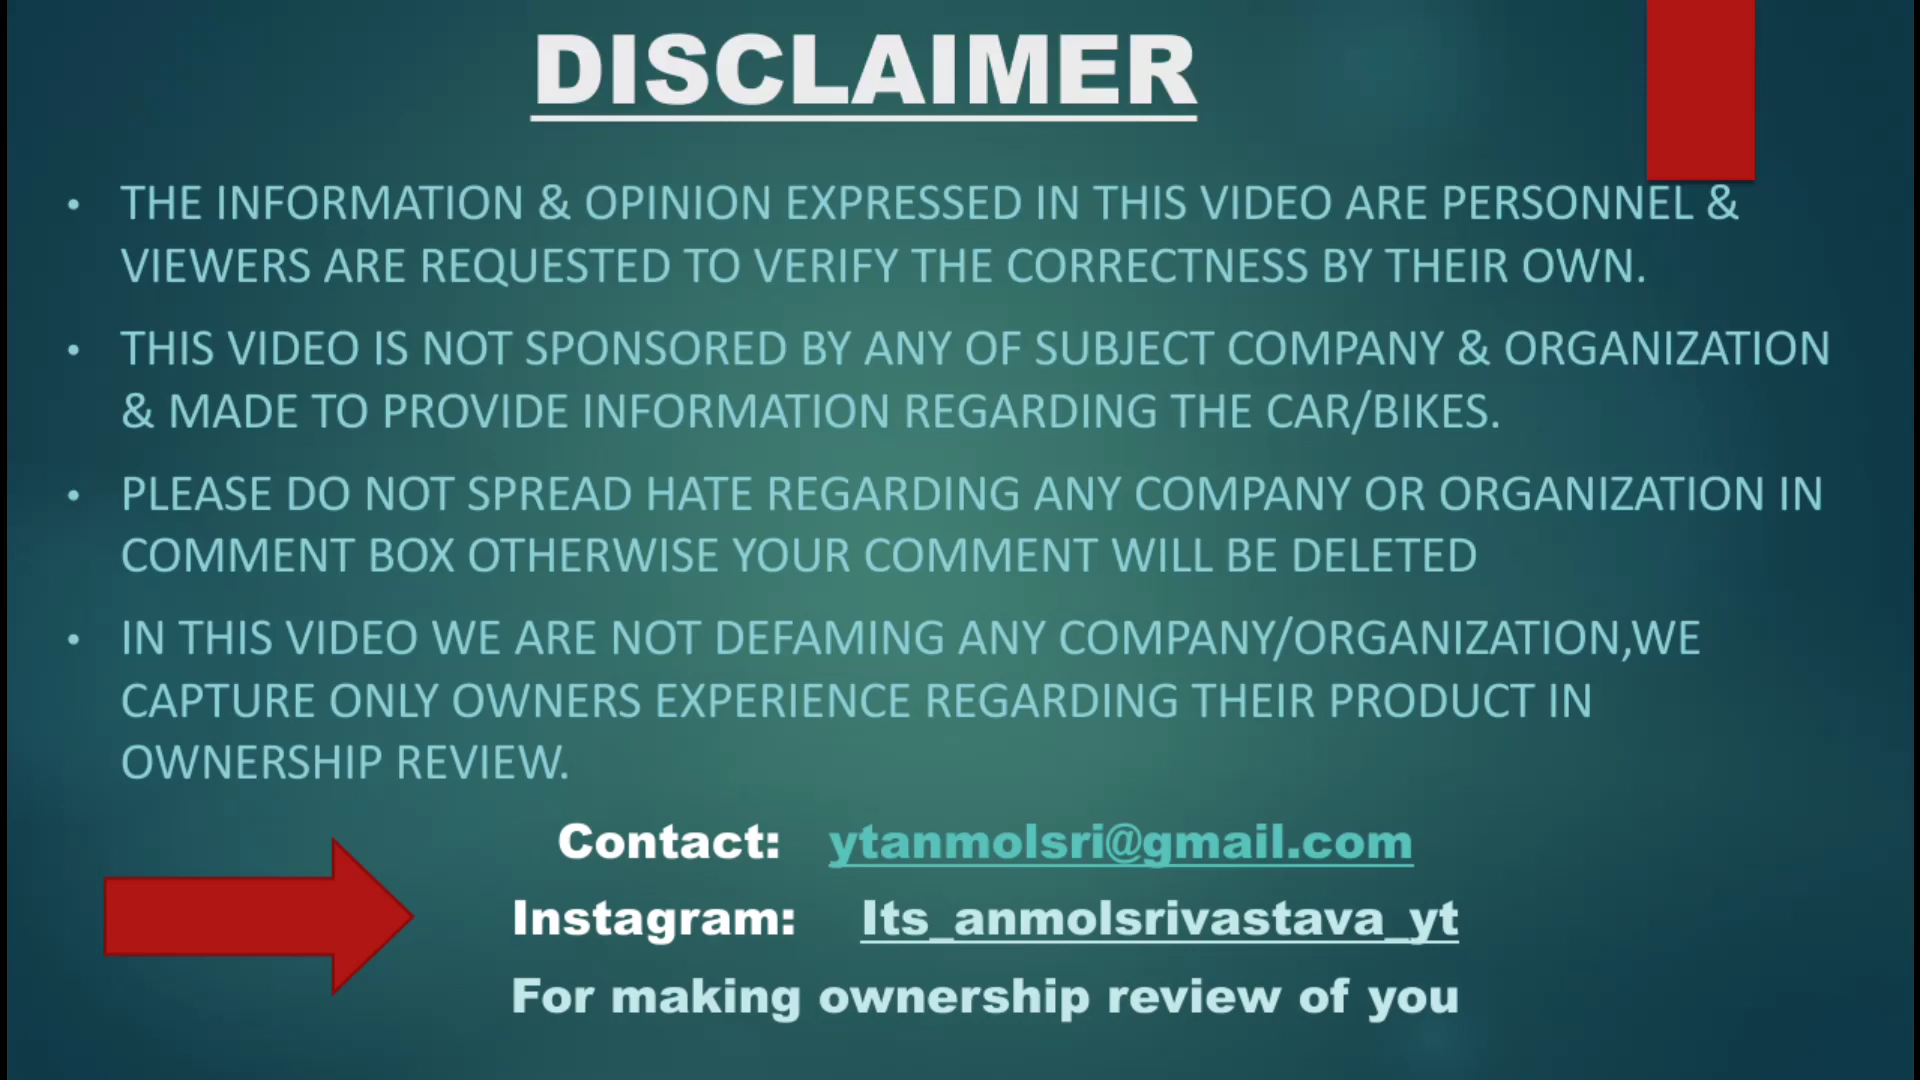 DISCLAIMER
• THE INFORMATION & OPINION EXPRESSED IN THIS VIDEO ARE PERSONNEL &
VIEWERS ARE REQUESTED TO VERIFY THE CORRECTNESS BY THEIR OWN.
• THIS VIDEO IS NOT SPONSORED BY ANY OF SUBJECT COMPANY & ORGANIZATION
& MADE TO PROVIDE INFORMATION REGARDING THE CAR/BIKES.
• PLEASE DO NOT SPREAD HATE REGARDING ANY COMPANY OR ORGANIZATION IN
COMMENT BOX OTHERWISE YOUR COMMENT WILL BE DELETED
• IN THIS VIDEO WE ARE NOT DEFAMING ANY COMPANY/ORGANIZATION,WE
CAPTURE ONLY OWNERS EXPERIENCE REGARDING THEIR PRODUCT IN
OWNERSHIP REVIEW.
Contact: ytanmolsri@gmail.com
Instagram: Its_anmolsrivastava_yt
For making ownership review of you